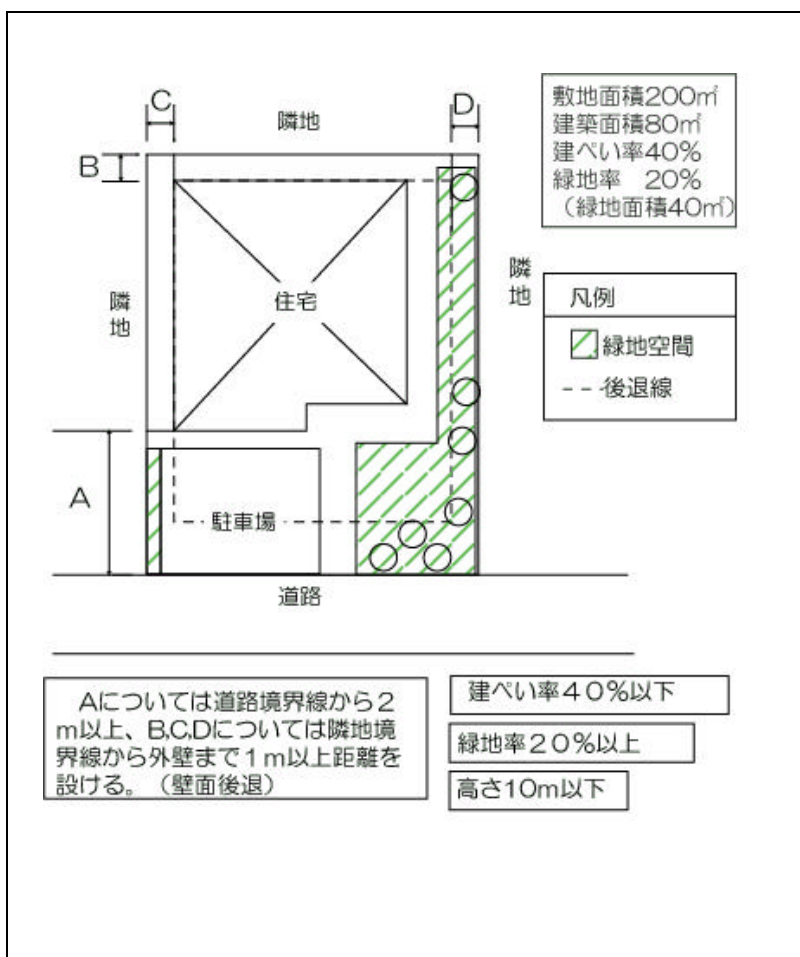 C
D
隣地
B
隣地
住宅
隣地
A
駐車場
道路
敷地面積200㎡
建築面積80㎡
建ぺい率40%
緑地率 20%
(緑地面積40㎡)
凡例
緑地空間
後退線
Aについては道路境界線から2
m以上、B,C,Dについては隣地境
界線から外壁まで1m以上距離を
設ける。(壁面後退)
建ぺい率40%以下
緑地率20%以上
高さ10m以下